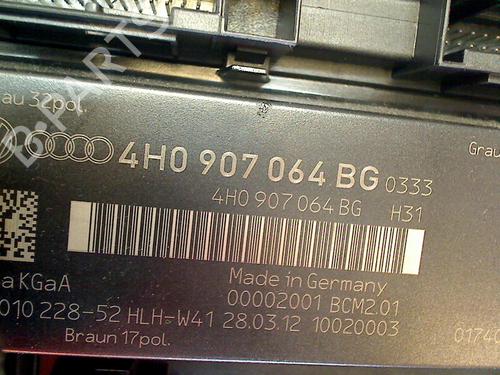 B-PARTS
au 32pol.
4H0 907 064 BG 0333
Grau
4H0 907 064 BG H31
a KGaA
Made in Germany
00002001 BCM2.01
010 228-52 HLH-W41 28.03.12 10020003
0174
Braun 17pol.